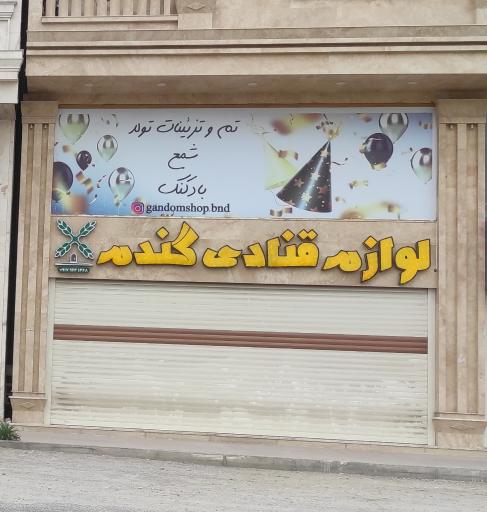 تم و تزئینات تولد
شمع
بادکنک
gandomshop.bnd
لوازم قنادی گندم